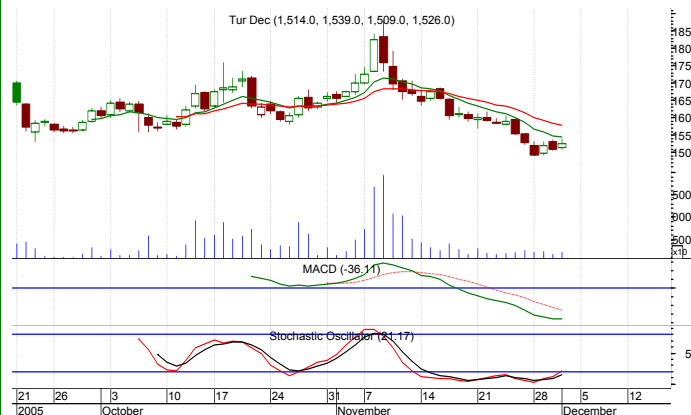 Tur Dec (1,514.0, 1,539.0, 1,509.0, 1,526.0)
185
180
175
170
165
160
155
150
500
000
500
x10
MACD (-36.11)
Stochastic Oscillator (21.17)
5
21 26 3 10 17 24 31 7 14 21 28 5 12
2005 October November December